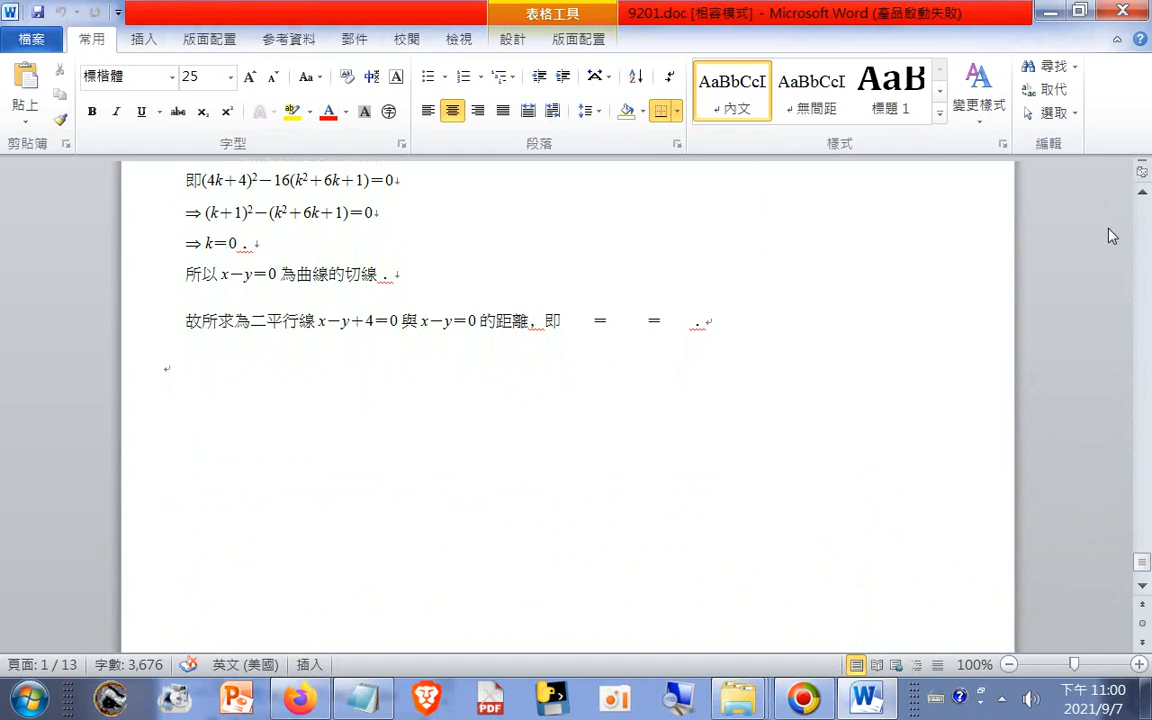 表格工具
9201.doc [相容模式] - Microsoft Word (產品啟動失敗)
檔案 常用 插入 版面配置 參考資料 郵件 校閱 檢視 設計 版面配置
貼上
標楷體 25
AaBbCcI AaBbCcI AaB
內文 無間距 標題 1
變更樣式
尋找
取代
選取
剪貼簿 字型 段落 樣式 編輯
即(4k+4)²-16(k²+6k+1)=0
⇒ (k+1)²-(k²+6k+1)=0
⇒ k=0.
所以 x-y=0 為曲線的切線.
故所求為二平行線 x-y+4=0 與 x-y=0 的距離, 即 = = .
頁面: 1 / 13 字數: 3,676 英文 (美國) 插入 100%
下午 11:00
2021/9/7